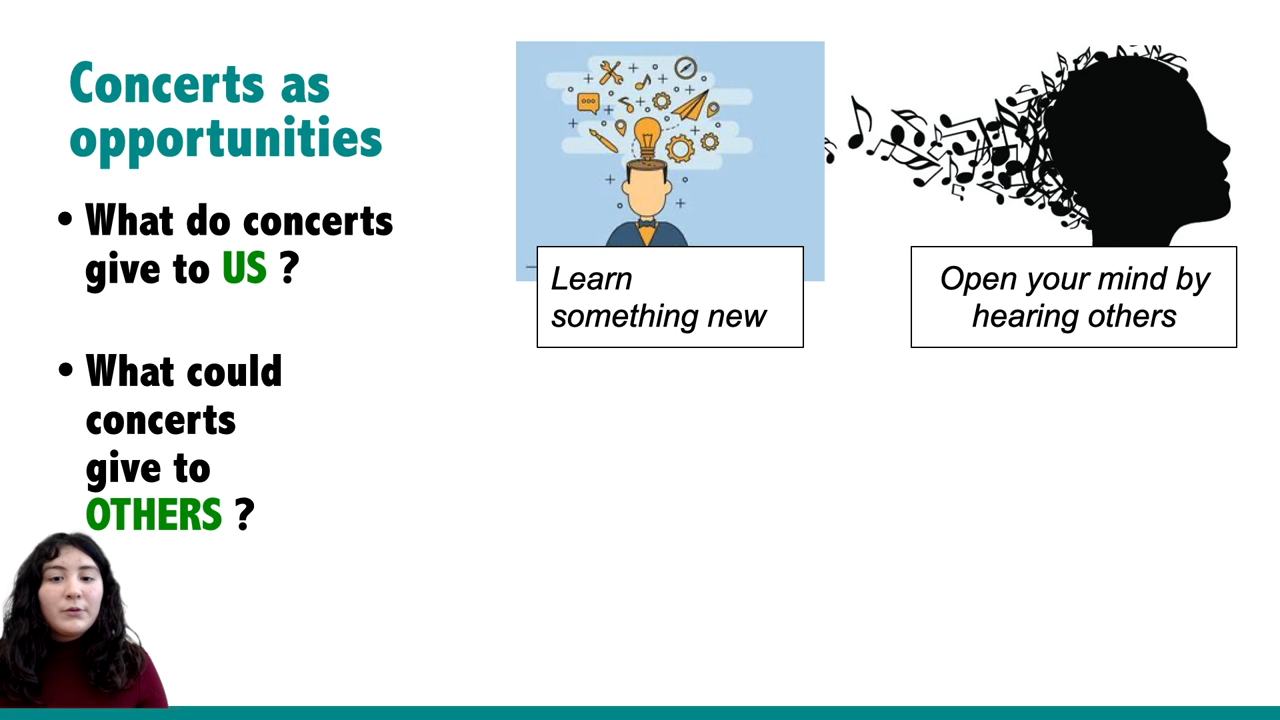 Concerts as
opportunities
• What do concerts
give to US ?
• What could
concerts
give to
OTHERS ?
Learn
something new
Open your mind by
hearing others